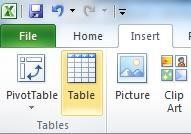 File Home Insert
PivotTable Table Picture Clip
Art
Tables